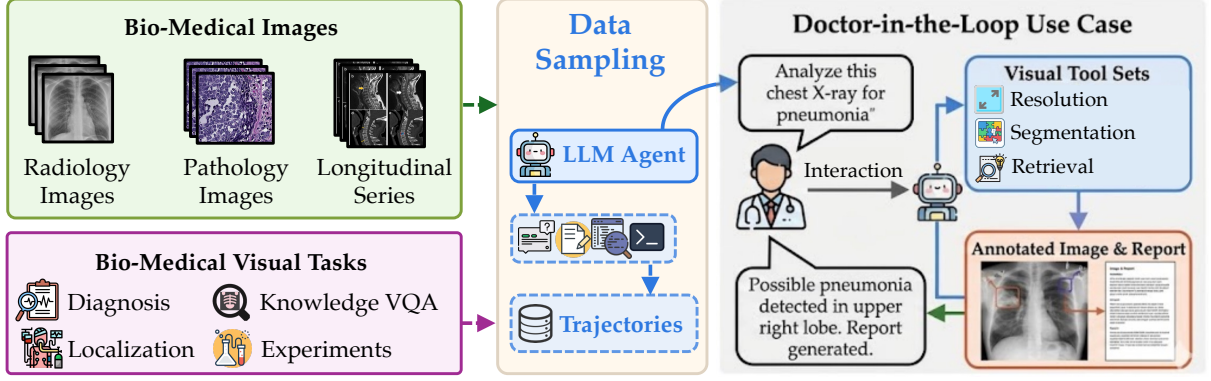 Bio-Medical Images
Radiology
Images
Pathology
Images
Longitudinal
Series
Bio-Medical Visual Tasks
Diagnosis
Knowledge VQA
Localization
Experiments
Data
Sampling
LLM Agent
Trajectories
Doctor-in-the-Loop Use Case
Analyze this
chest X-ray for
pneumonia"
Interaction
Visual Tool Sets
Resolution
Segmentation
Retrieval
Annotated Image & Report
Possible pneumonia
detected in upper
right lobe. Report
generated.